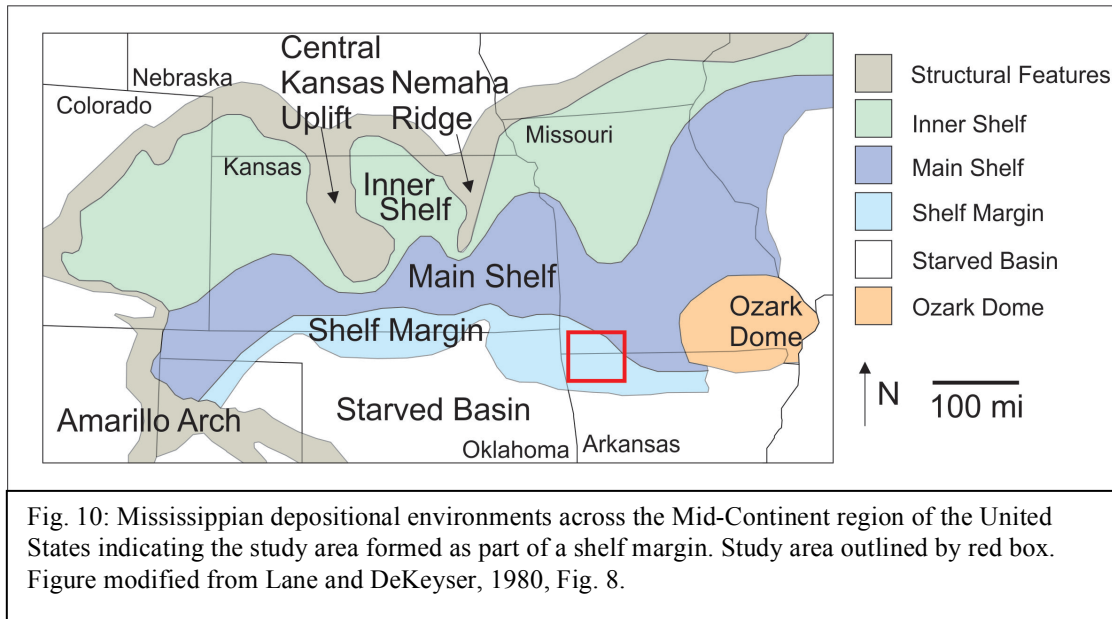 Central
Kansas
Uplift
Nemaha
Ridge
Nebraska
Colorado
Kansas
Missouri
Inner
Shelf
Main Shelf
Shelf Margin
Ozark
Dome
Amarillo Arch
Starved Basin
Oklahoma
Arkansas
Structural Features
Inner Shelf
Main Shelf
Shelf Margin
Starved Basin
Ozark Dome
N
100 mi
Fig. 10: Mississippian depositional environments across the Mid-Continent region of the United
States indicating the study area formed as part of a shelf margin. Study area outlined by red box.
Figure modified from Lane and DeKeyser, 1980, Fig. 8.